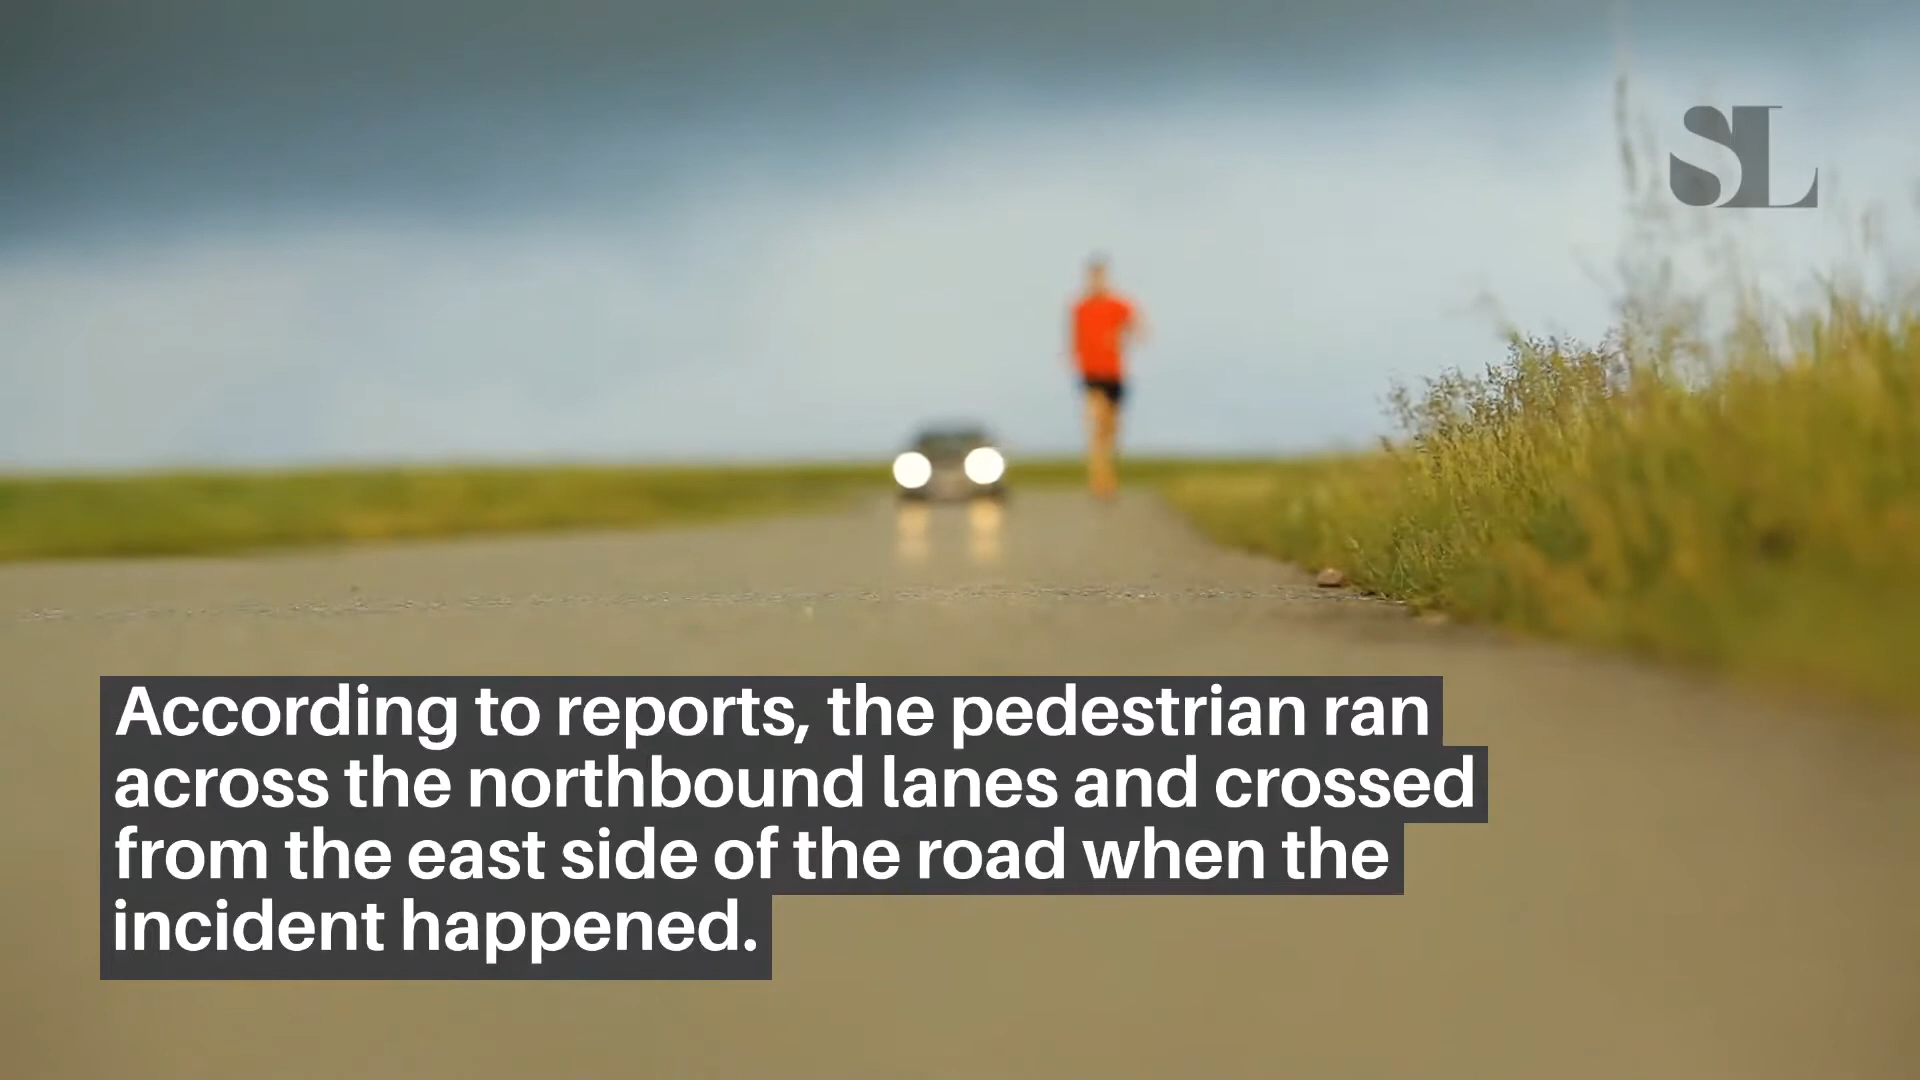 SL
According to reports, the pedestrian ran
across the northbound lanes and crossed
from the east side of the road when the
incident happened.